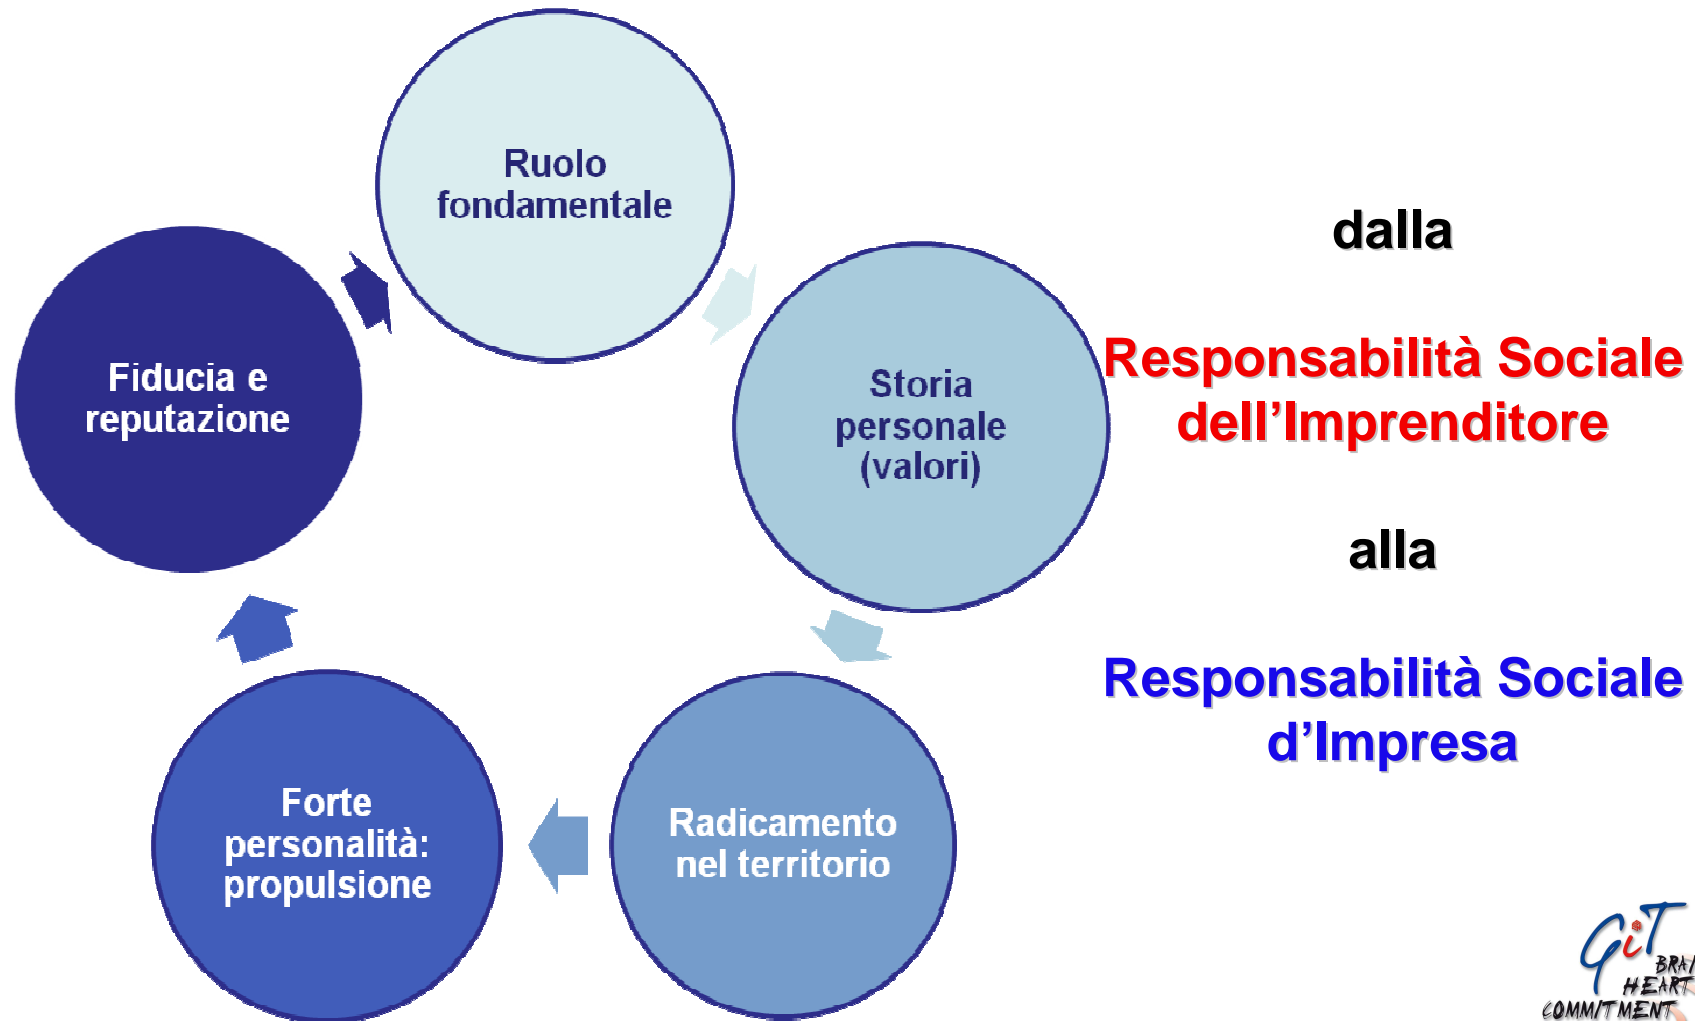 Ruolo
fondamentale
Storia
personale
(valori)
Radicamento
nel territorio
Forte
personalità:
propulsione
Fiducia e
reputazione
dalla
Responsabilità Sociale
dell’Imprenditore
alla
Responsabilità Sociale
d’Impresa
GiT
HEART
COMMITMENT